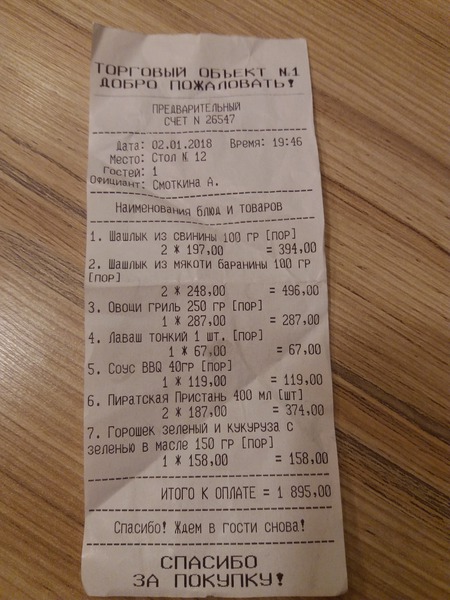 ТОРГОВЫЙ ОБЪЕКТ N.1
ДОБРО ПОЖАЛОВАТЬ!
ПРЕДВАРИТЕЛЬНЫЙ
СЧЕТ N 26547
Дата: 02.01.2018 Время: 19:46
Место: Стол N 12
Гостей: 1
Официант: Смоткина А.
Наименования блюд и товаров
1. Шашлык из свинины 100 гр [пор]
2 * 197,00 = 394,00
2. Шашлык из мякоти баранины 100 гр
[пор]
2 * 248,00 = 496,00
3. Овощи гриль 250 гр [пор]
1 * 287,00 = 287,00
4. Лаваш тонкий 1 шт. [пор]
1 * 67,00 = 67,00
5. Соус BBQ 40гр [пор]
1 * 119,00 = 119,00
6. Пиратская Пристань 400 мл [шт]
2 * 187,00 = 374,00
7. Горошек зеленый и кукуруза с
зеленью в масле 150 гр [пор]
1 * 158,00 = 158,00
ИТОГО К ОПЛАТЕ = 1 895,00
Спасибо! Ждем в гости снова!
СПАСИБО
ЗА ПОКУПКУ!